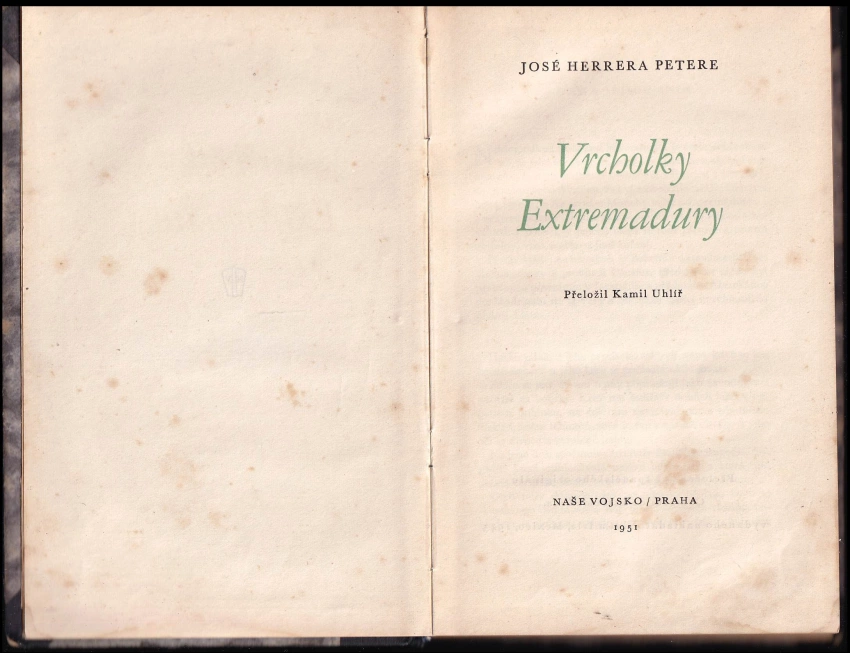 JOSÉ HERRERA PETERE
Vrcholky
Extremadury
Přeložil Kamil Uhlíř
NAŠE VOJSKO / PRAHA
1951